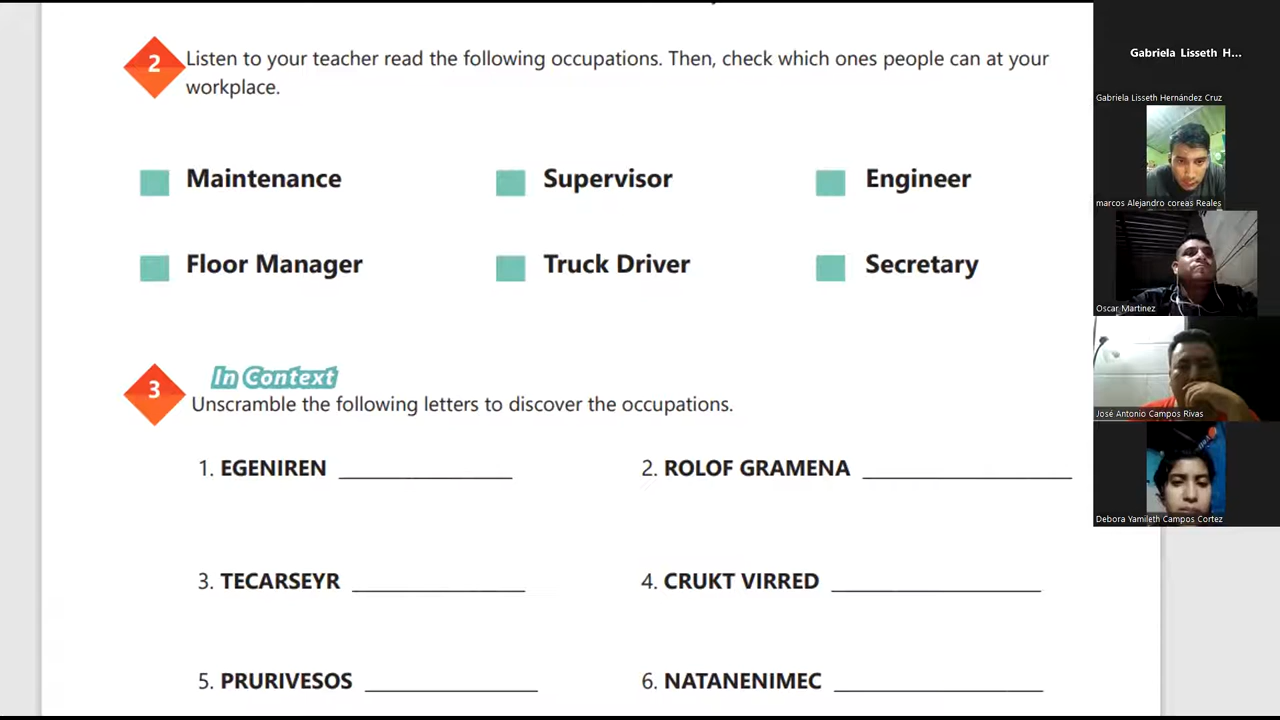 2 Listen to your teacher read the following occupations. Then, check which ones people can at your
workplace.
Maintenance Supervisor Engineer
Floor Manager Truck Driver Secretary
3 In Context
Unscramble the following letters to discover the occupations.
1. EGENIREN 2. ROLOF GRAMENA
3. TECARSEYR 4. CRUKT VIRRED
5. PRURIVESOS 6. NATANENIMEC
Gabriela Lisseth H...
Gabriela Lisseth Hernández Cruz
marcos Alejandro coreas Reales
Oscar Martinez
José Antonio Campos Rivas
Debora Yamileth Campos Cortez